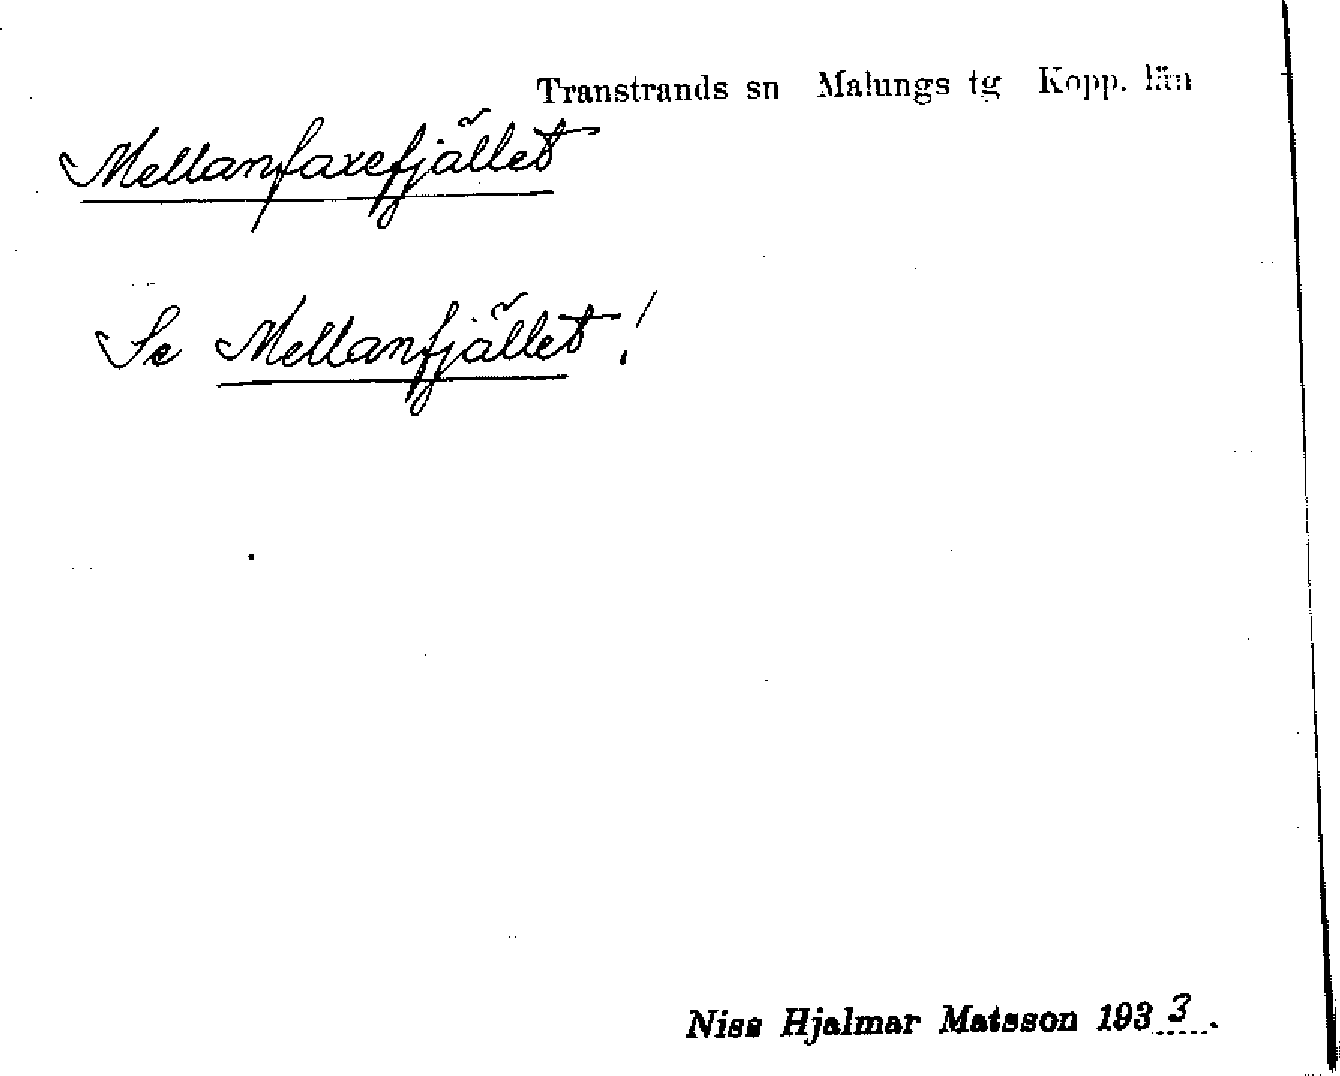 Transtrands sn Malungs tg Kopp. län
Mellanfaxefjället
Se Mellanfjället!
Niss Hjalmar Matsson 1933.